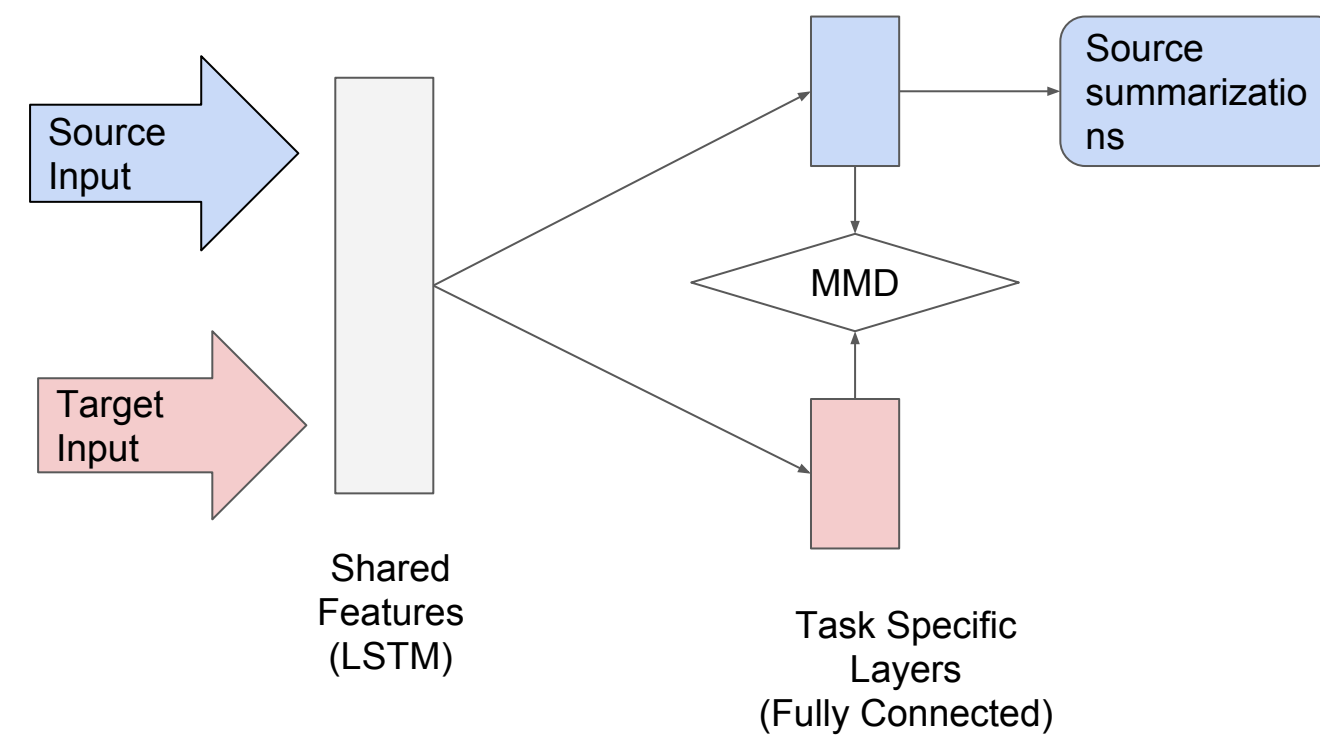 Source
Input
Source
summarizatio
ns
MMD
Target
Input
Shared
Features
(LSTM)
Task Specific
Layers
(Fully Connected)